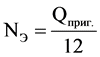 Nэ = Qприг. / 12